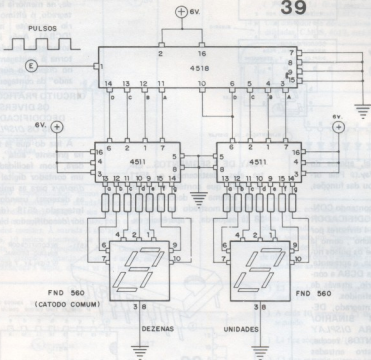 39
PULSOS
6V.
2 16
E 1
4518
7
8
9
15
14 13 12 11 10 6 5 4 3
D C B A D C B A
6V. 6V.
6 2 1 7 6 2 1 7
16
4
3
4511
5
8
4511
16
4
3
13 12 11 10 9 15 14 13 12 11 10 9 15 14
a b c d e f g a b c d e f g
4 2 1 4 2 1
6
7
9
10
6
7
9
10
FND 560
(CATODO COMUM)
FND 560
3 8 3 8
DEZENAS UNIDADES